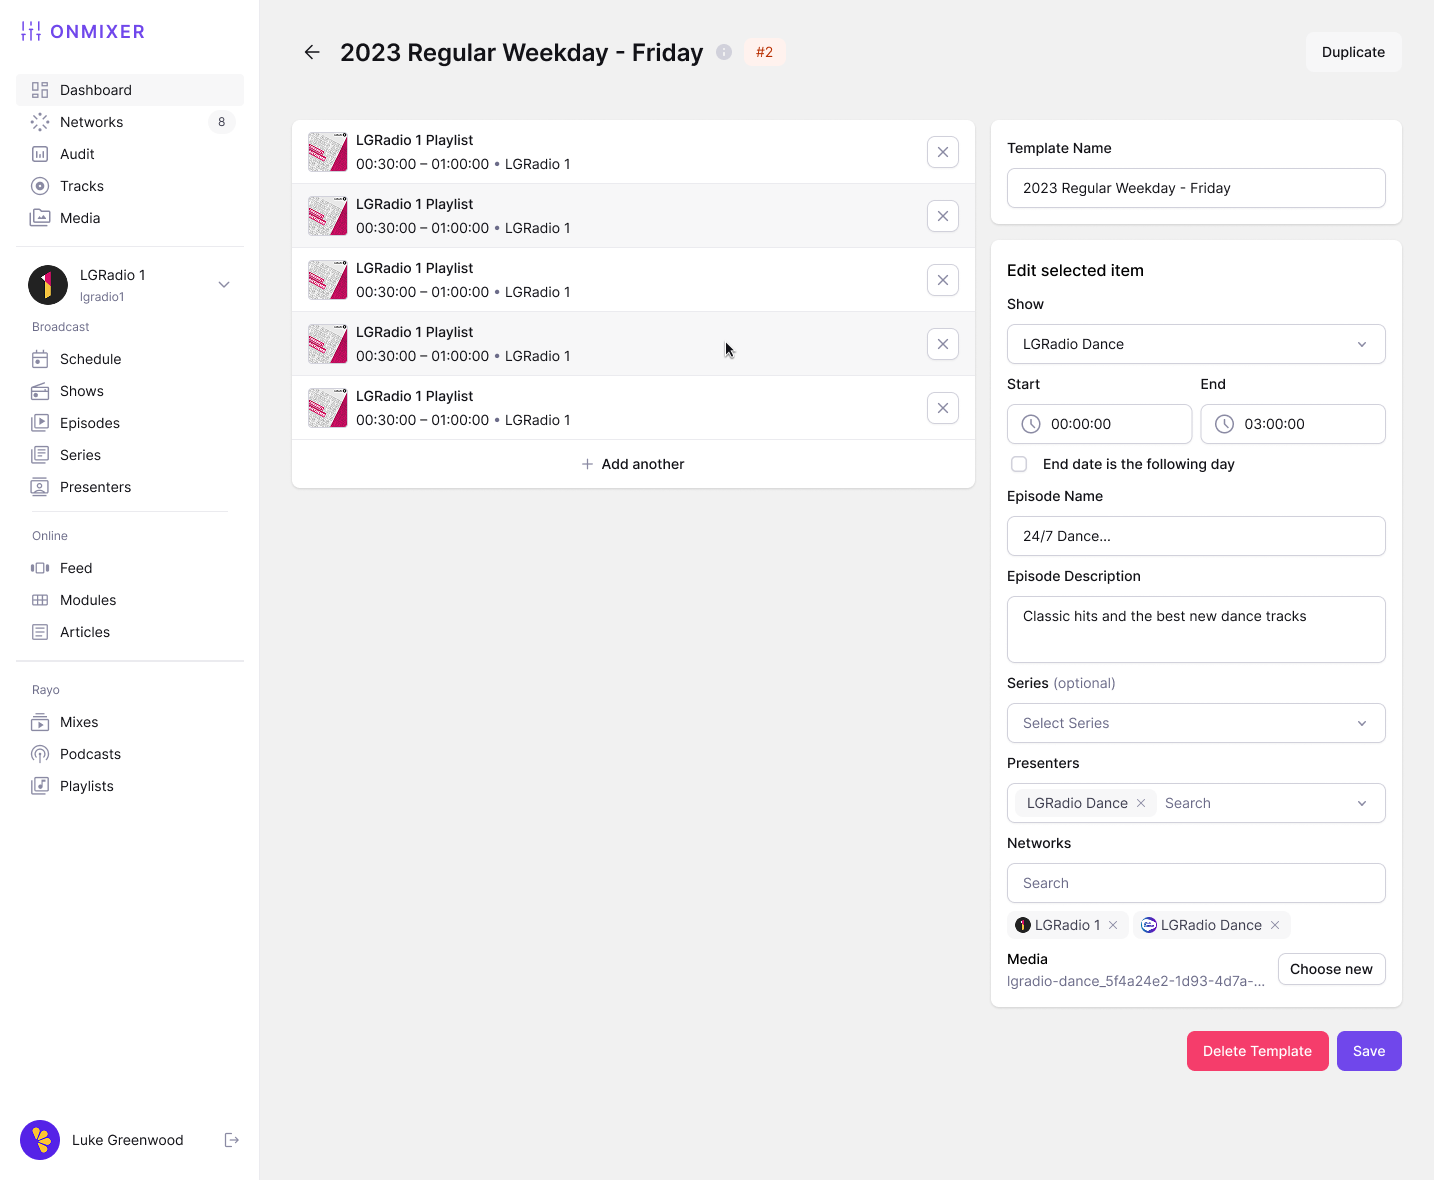 ONMIXER
Dashboard
Networks 8
Audit
Tracks
Media
LGRadio 1
lgradio1
Broadcast
Schedule
Shows
Episodes
Series
Presenters
Online
Feed
Modules
Articles
Rayo
Mixes
Podcasts
Playlists
Luke Greenwood
2023 Regular Weekday - Friday #2
Duplicate
LGRadio 1 Playlist
00:30:00 – 01:00:00 • LGRadio 1
LGRadio 1 Playlist
00:30:00 – 01:00:00 • LGRadio 1
LGRadio 1 Playlist
00:30:00 – 01:00:00 • LGRadio 1
LGRadio 1 Playlist
00:30:00 – 01:00:00 • LGRadio 1
LGRadio 1 Playlist
00:30:00 – 01:00:00 • LGRadio 1
Add another
Template Name
2023 Regular Weekday - Friday
Edit selected item
Show
LGRadio Dance
Start End
00:00:00 03:00:00
End date is the following day
Episode Name
24/7 Dance...
Episode Description
Classic hits and the best new dance tracks
Series (optional)
Select Series
Presenters
LGRadio Dance Search
Networks
Search
LGRadio 1 LGRadio Dance
Media
lgradio-dance_5f4a24e2-1d93-4d7a-...
Choose new
Delete Template Save